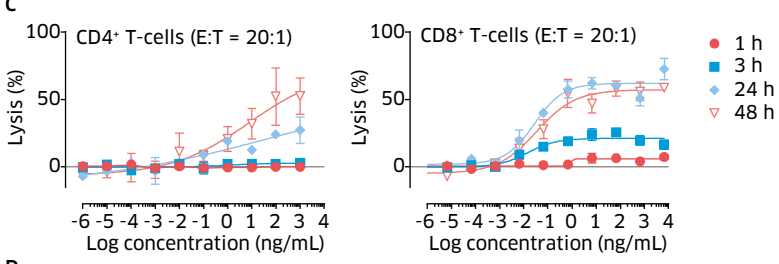 C
CD4+ T-cells (E:T = 20:1)
100
50
0
Lysis (%)
-6 -5 -4 -3 -2 -1 0 1 2 3 4
Log concentration (ng/mL)
CD8+ T-cells (E:T = 20:1)
100
50
0
Lysis (%)
-6 -5 -4 -3 -2 -1 0 1 2 3 4
Log concentration (ng/mL)
1 h
3 h
24 h
48 h